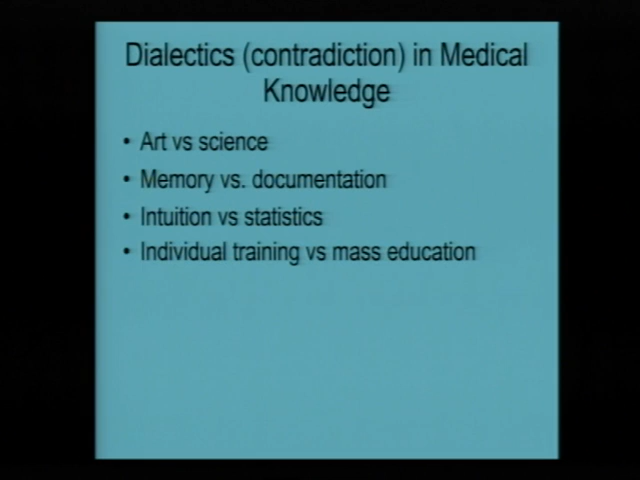 Dialectics (contradiction) in Medical
Knowledge
• Art vs science
• Memory vs. documentation
• Intuition vs statistics
• Individual training vs mass education